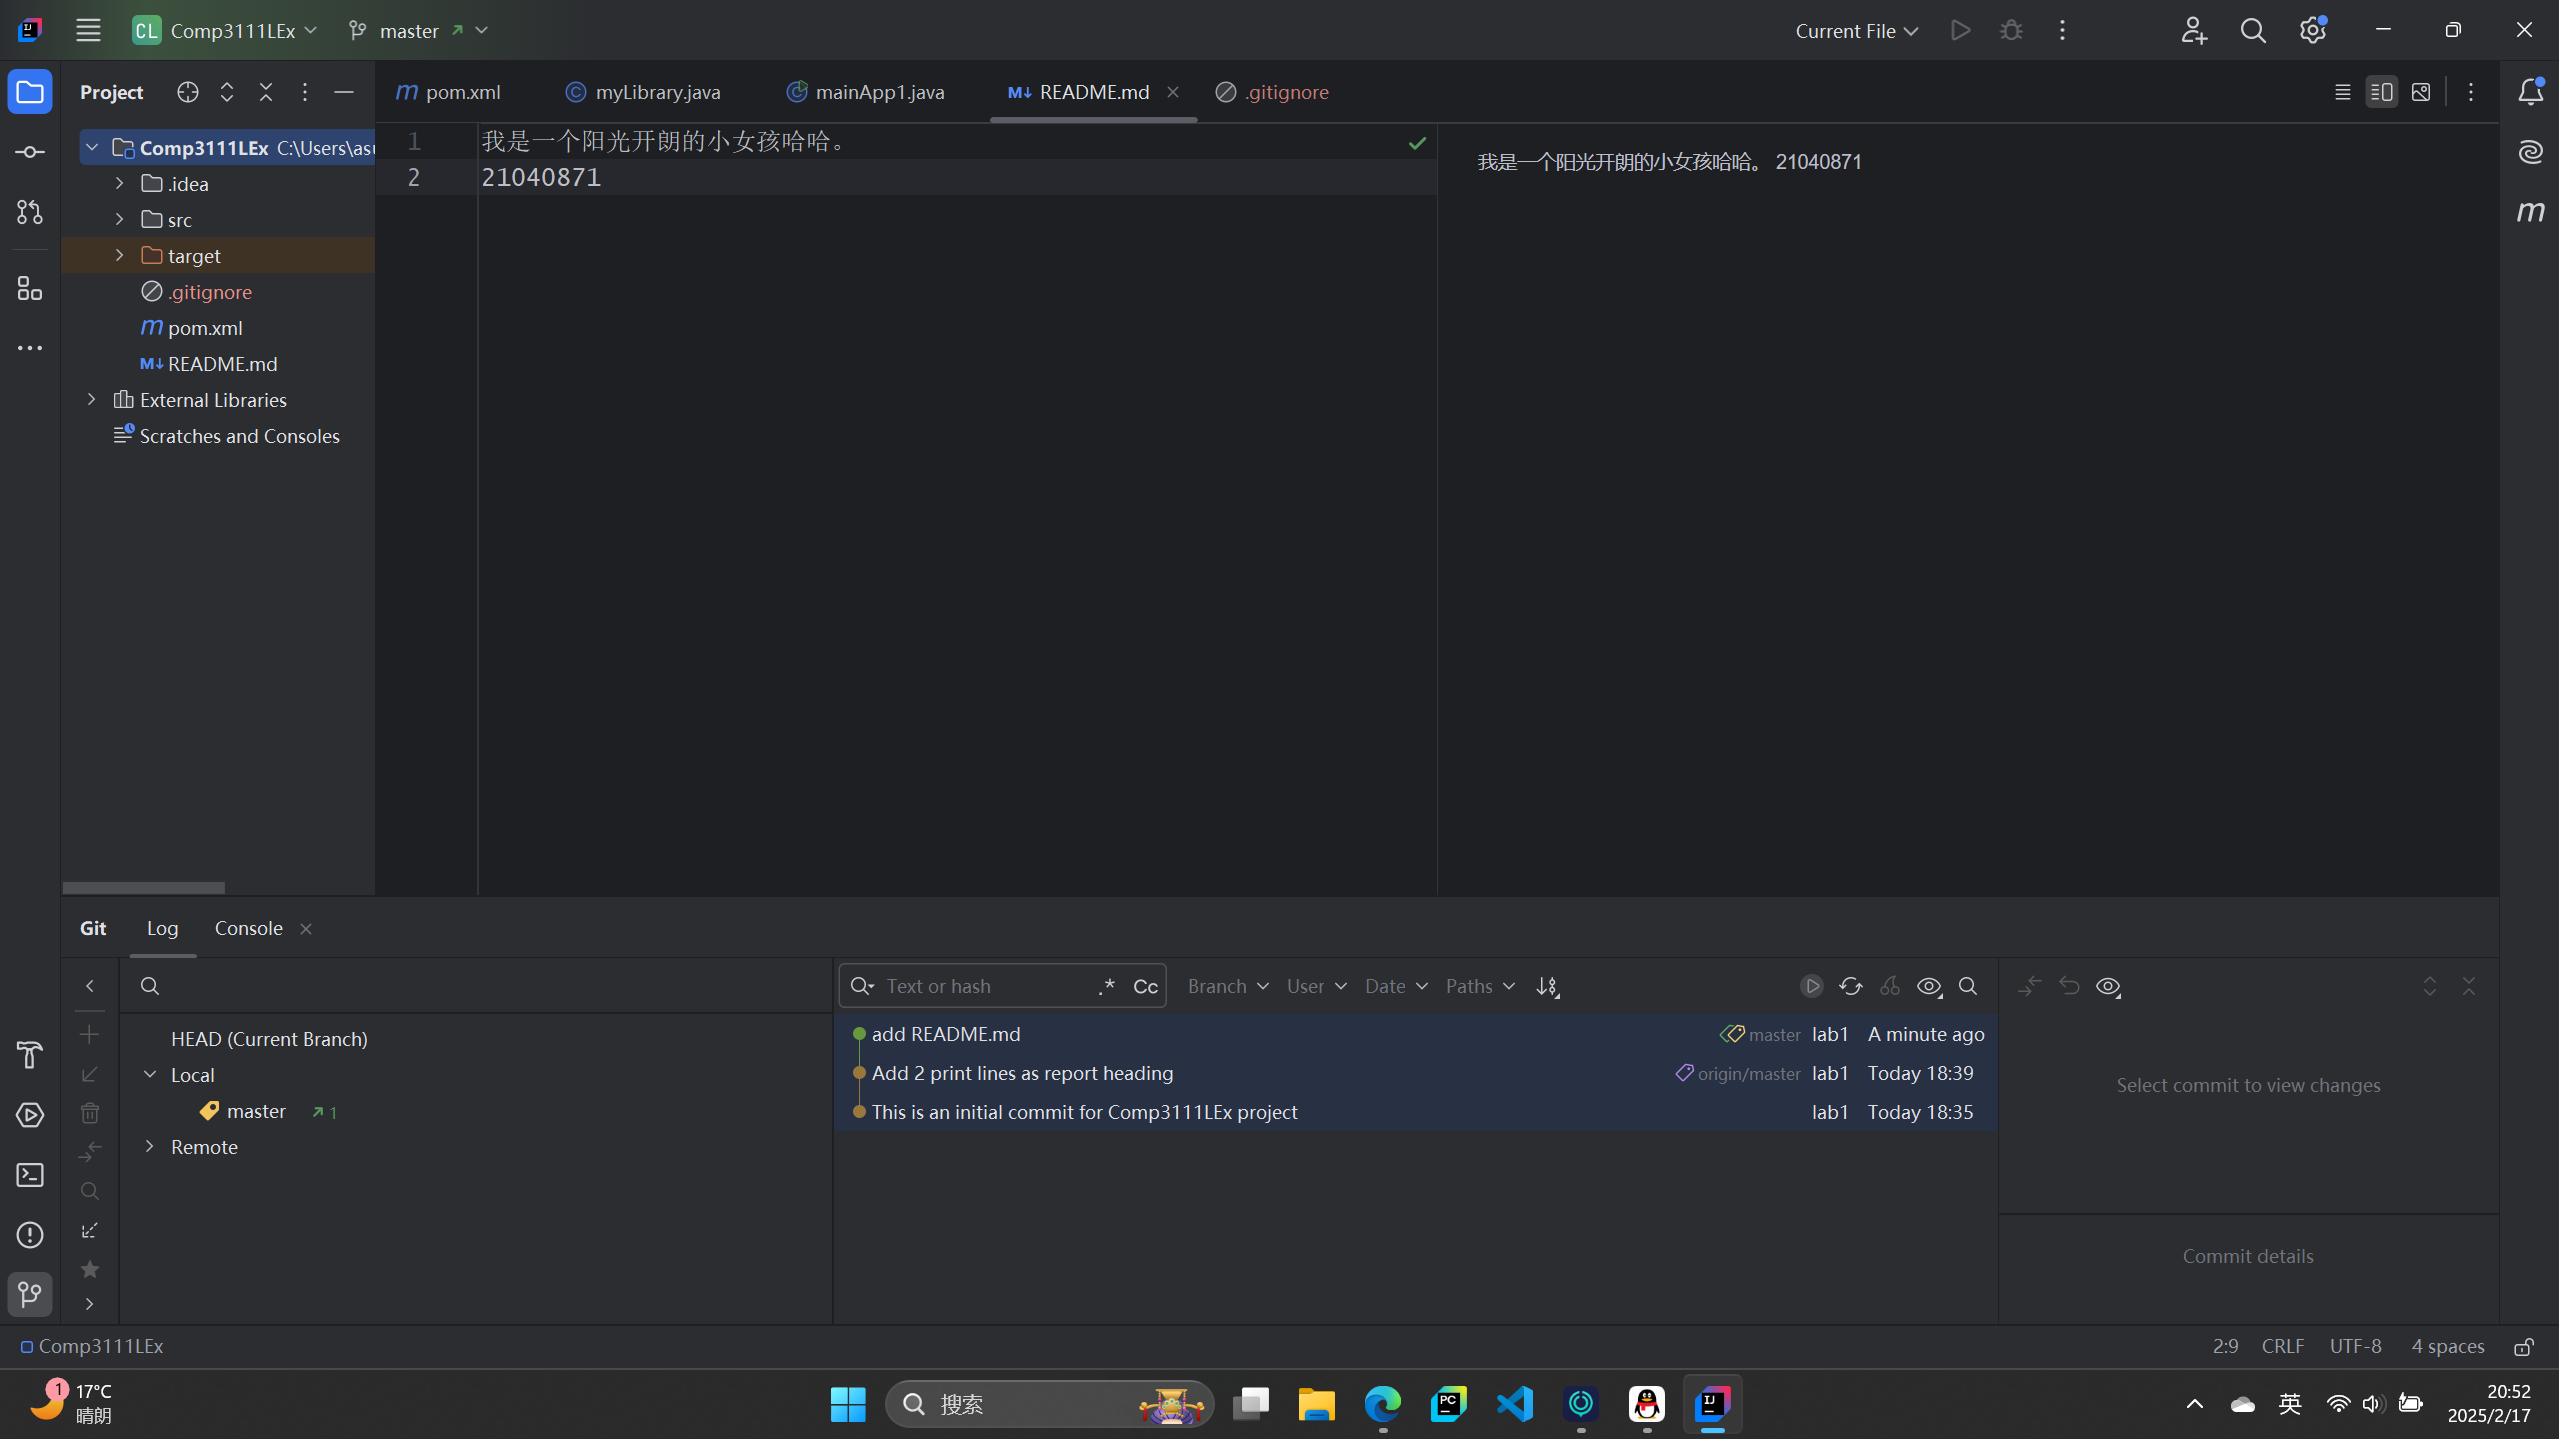 CL Comp3111LEx master Current File
Project
pom.xml myLibrary.java mainApp1.java README.md .gitignore
Comp3111LEx C:\Users\asu
.idea
src
target
.gitignore
pom.xml
README.md
External Libraries
Scratches and Consoles
1 我是一个阳光开朗的小女孩哈哈。
2 21040871
我是一个阳光开朗的小女孩哈哈。 21040871
Git Log Console
Text or hash .* Cc Branch User Date Paths
HEAD (Current Branch)
Local
master 1
Remote
add README.md master lab1 A minute ago
Add 2 print lines as report heading origin/master lab1 Today 18:39
This is an initial commit for Comp3111LEx project lab1 Today 18:35
Select commit to view changes
Commit details
Comp3111LEx 2:9 CRLF UTF-8 4 spaces
1 17°C
晴朗
搜索
英
20:52
2025/2/17